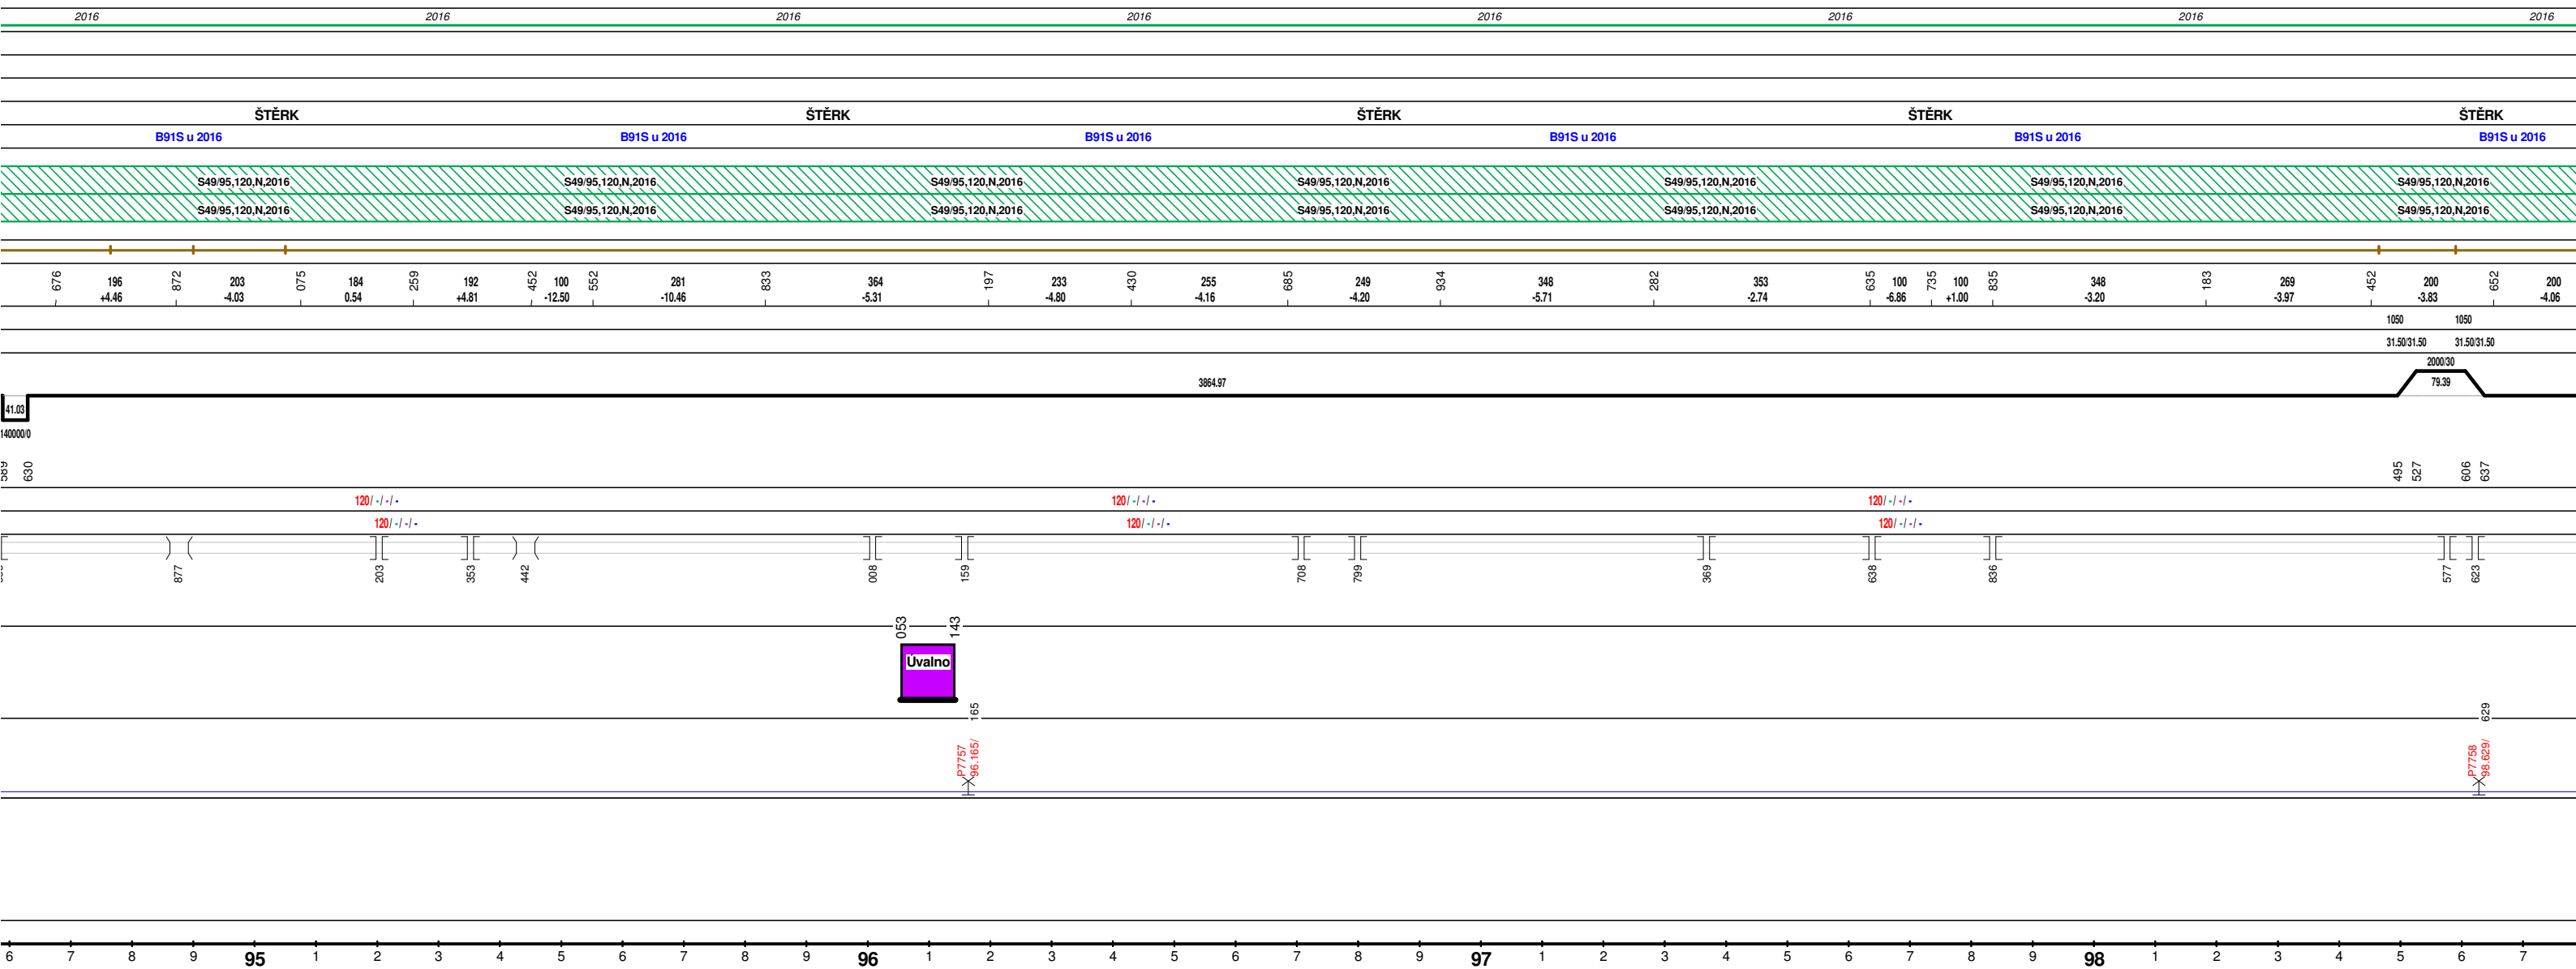 2016 2016 2016 2016 2016 2016 2016 2016
ŠTĚRK ŠTĚRK ŠTĚRK ŠTĚRK ŠTĚRK
B91S u 2016 B91S u 2016 B91S u 2016 B91S u 2016 B91S u 2016 B91S u 2016
S49/95,120,N,2016 S49/95,120,N,2016 S49/95,120,N,2016 S49/95,120,N,2016 S49/95,120,N,2016 S49/95,120,N,2016 S49/95,120,N,2016
S49/95,120,N,2016 S49/95,120,N,2016 S49/95,120,N,2016 S49/95,120,N,2016 S49/95,120,N,2016 S49/95,120,N,2016 S49/95,120,N,2016
676 196 872 203 075 184 259 192 452 100 552 281 833 364 197 233 430 255 685 249 934 348 282 353 635 100 735 100 835 348 183 269 452 200 652 200
+4.46 -4.03 0.54 +4.81 -12.50 -10.46 -5.31 -4.80 -4.16 -4.20 -5.71 -2.74 -6.86 +1.00 -3.20 -3.97 -3.83 -4.06
1050 1050
31.50/31.50 31.50/31.50
2000/30
3864.97 79.39
41.03
140000/0
630 495 527 606 637
120/ -/ -/ - 120/ -/ -/ - 120/ -/ -/ -
120/ -/ -/ - 120/ -/ -/ - 120/ -/ -/ -
877 203 353 442 008 159 708 799 369 638 836 577 623
053 143
Úvalno
165 629
P7757 96.165/ P7758 98.629/
6 7 8 9 95 1 2 3 4 5 6 7 8 9 96 1 2 3 4 5 6 7 8 9 97 1 2 3 4 5 6 7 8 9 98 1 2 3 4 5 6 7